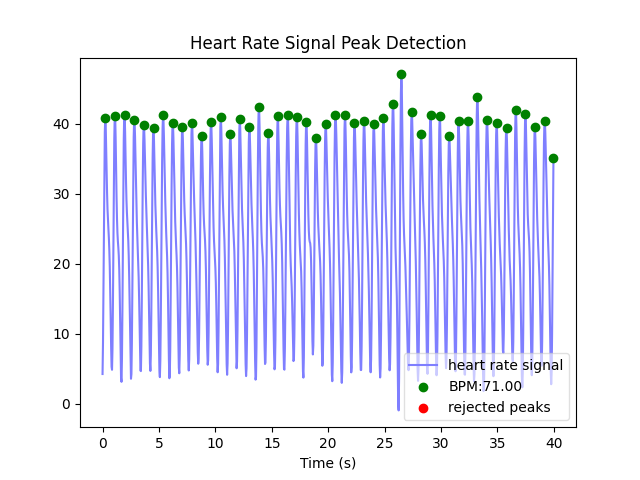 Heart Rate Signal Peak Detection
40
30
20
10
0
heart rate signal
BPM:71.00
rejected peaks
0 5 10 15 20 25 30 35 40
Time (s)